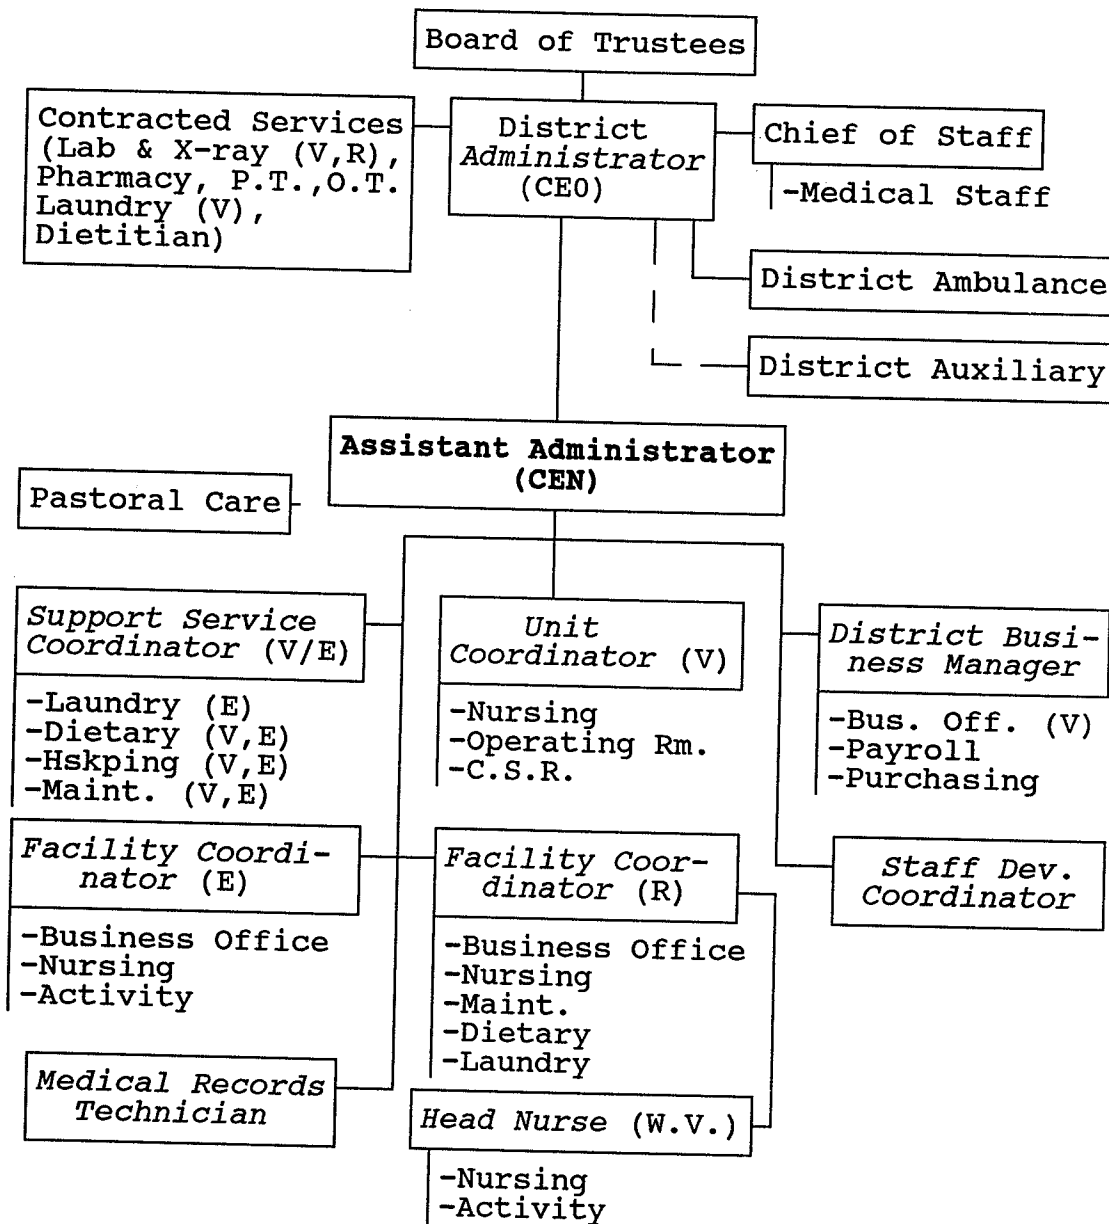 Board of Trustees
Contracted Services
(Lab & X-ray (V,R),
Pharmacy, P.T.,O.T.
Laundry (V),
Dietitian)
District
Administrator
(CEO)
Chief of Staff
-Medical Staff
District Ambulance
District Auxiliary
Assistant Administrator
(CEN)
Pastoral Care
Support Service
Coordinator (V/E)
-Laundry (E)
-Dietary (V,E)
-Hskping (V,E)
-Maint. (V,E)
Unit
Coordinator (V)
-Nursing
-Operating Rm.
-C.S.R.
District Busi-
ness Manager
-Bus. Off. (V)
-Payroll
-Purchasing
Facility Coordi-
nator (E)
-Business Office
-Nursing
-Activity
Facility Coor-
dinator (R)
-Business Office
-Nursing
-Maint.
-Dietary
-Laundry
Staff Dev.
Coordinator
Medical Records
Technician
Head Nurse (W.V.)
-Nursing
-Activity